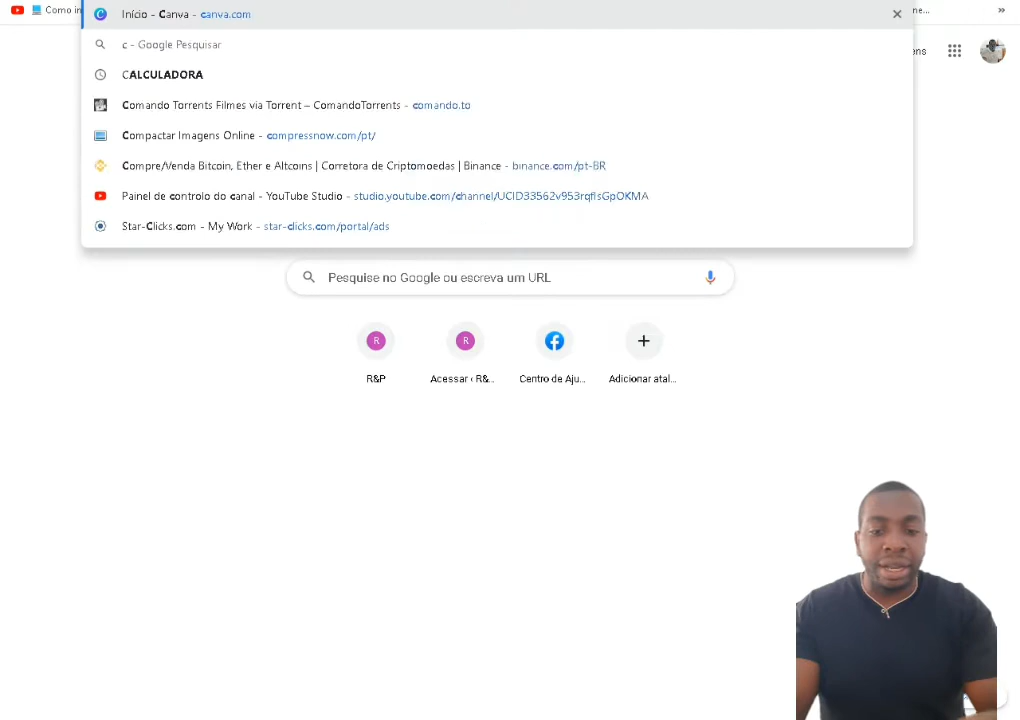 Como in
ne...
»
Início - Canva - canva.com
c - Google Pesquisar
CALCULADORA
Comando Torrents Filmes via Torrent – ComandoTorrents - comando.to
Compactar Imagens Online - compressnow.com/pt/
Compre/Venda Bitcoin, Ether e Altcoins | Corretora de Criptomoedas | Binance - binance.com/pt-BR
Painel de controlo do canal - YouTube Studio - studio.youtube.com/channel/UCID33562v953rqflsGpOKMA
Star-Clicks.com - My Work - star-clicks.com/portal/ads
ens
Pesquise no Google ou escreva um URL
R R
R&P Acessar ‹ R&... Centro de Aju... Adicionar atal...